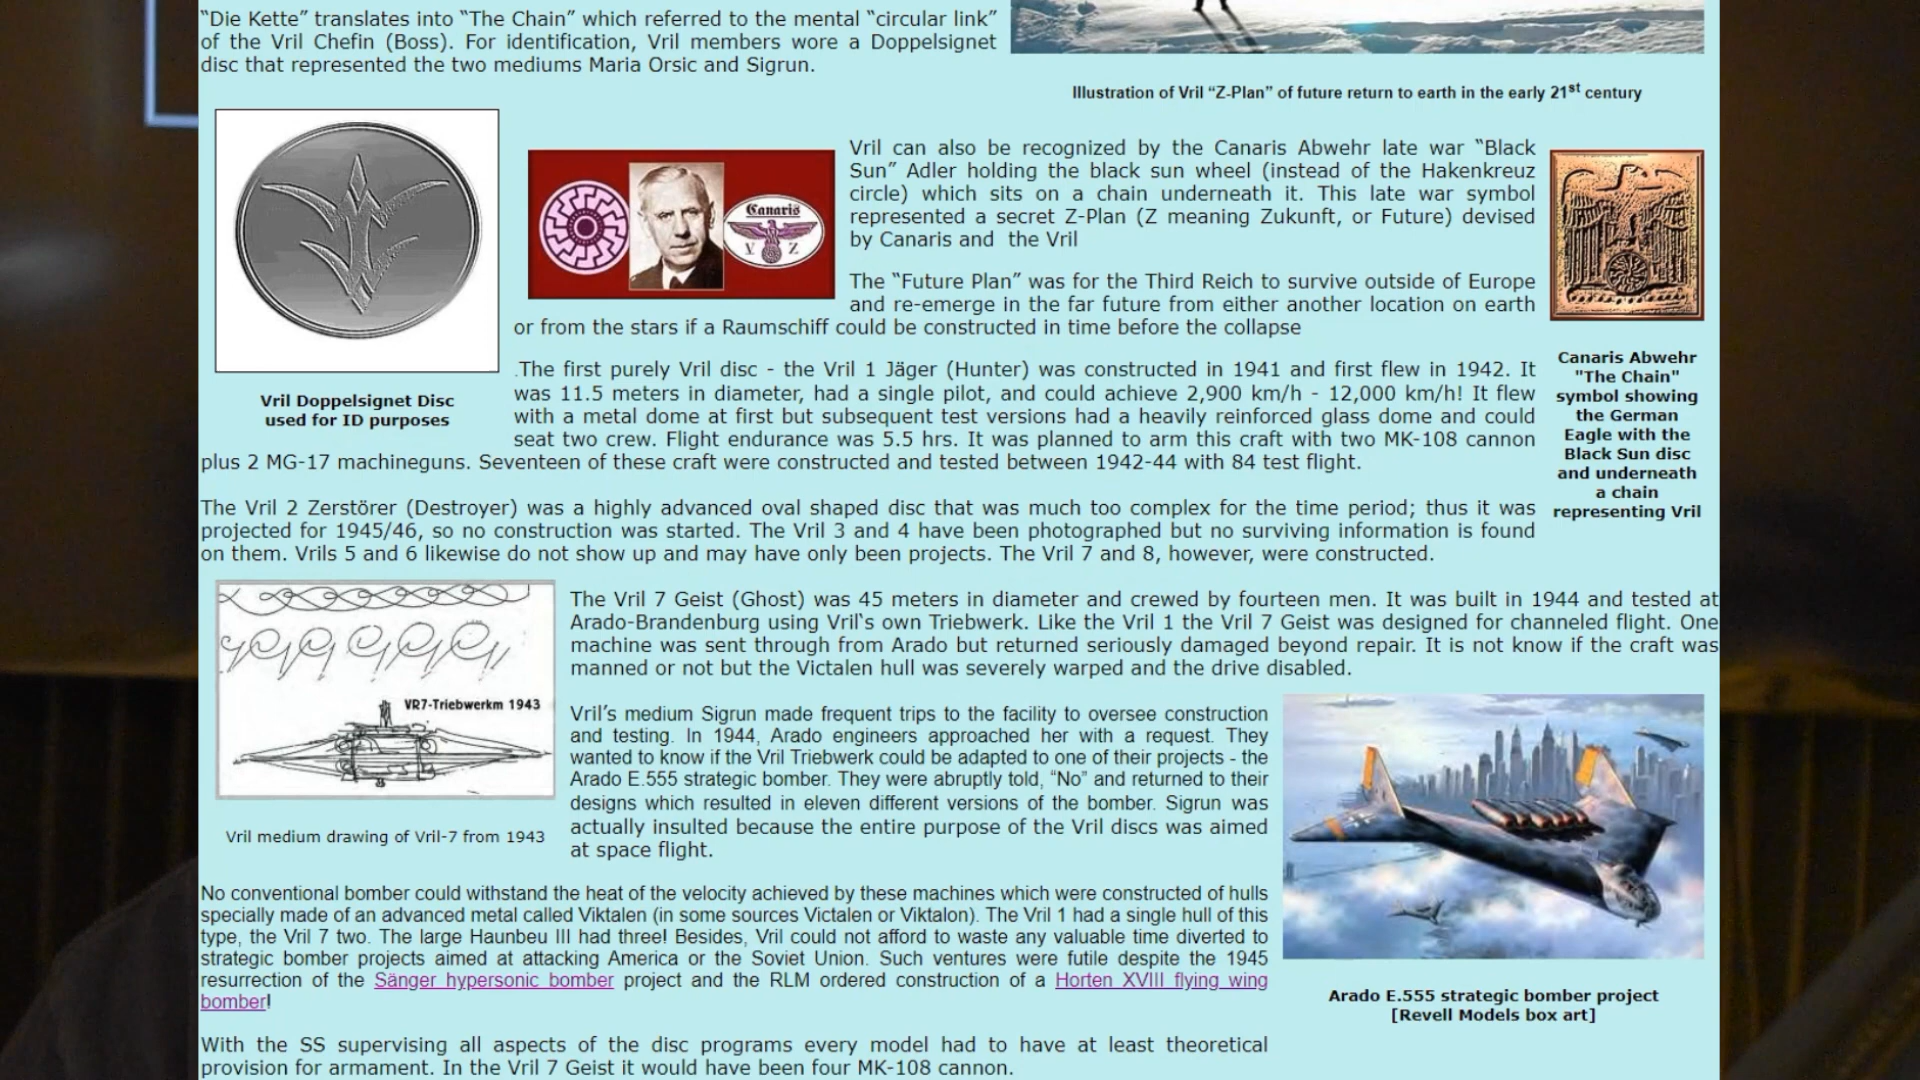 “Die Kette” translates into “The Chain” which referred to the mental “circular link”
of the Vril Chefin (Boss). For identification, Vril members wore a Doppelsignet
disc that represented the two mediums Maria Orsic and Sigrun.
Illustration of Vril “Z-Plan” of future return to earth in the early 21st century
Vril Doppelsignet Disc
used for ID purposes
Canaris
V Z
Vril can also be recognized by the Canaris Abwehr late war “Black
Sun” Adler holding the black sun wheel (instead of the Hakenkreuz
circle) which sits on a chain underneath it. This late war symbol
represented a secret Z-Plan (Z meaning Zukunft, or Future) devised
by Canaris and the Vril
The “Future Plan” was for the Third Reich to survive outside of Europe
and re-emerge in the far future from either another location on earth
or from the stars if a Raumschiff could be constructed in time before the collapse
Canaris Abwehr
"The Chain"
symbol showing
the German
Eagle with the
Black Sun disc
and underneath
a chain
representing Vril
.The first purely Vril disc - the Vril 1 Jäger (Hunter) was constructed in 1941 and first flew in 1942. It
was 11.5 meters in diameter, had a single pilot, and could achieve 2,900 km/h - 12,000 km/h! It flew
with a metal dome at first but subsequent test versions had a heavily reinforced glass dome and could
seat two crew. Flight endurance was 5.5 hrs. It was planned to arm this craft with two MK-108 cannon
plus 2 MG-17 machineguns. Seventeen of these craft were constructed and tested between 1942-44 with 84 test flight.
The Vril 2 Zerstörer (Destroyer) was a highly advanced oval shaped disc that was much too complex for the time period; thus it was
projected for 1945/46, so no construction was started. The Vril 3 and 4 have been photographed but no surviving information is found
on them. Vrils 5 and 6 likewise do not show up and may have only been projects. The Vril 7 and 8, however, were constructed.
VR7-Triebwerkm 1943
Vril medium drawing of Vril-7 from 1943
The Vril 7 Geist (Ghost) was 45 meters in diameter and crewed by fourteen men. It was built in 1944 and tested at
Arado-Brandenburg using Vril's own Triebwerk. Like the Vril 1 the Vril 7 Geist was designed for channeled flight. One
machine was sent through from Arado but returned seriously damaged beyond repair. It is not know if the craft was
manned or not but the Victalen hull was severely warped and the drive disabled.
Vril’s medium Sigrun made frequent trips to the facility to oversee construction
and testing. In 1944, Arado engineers approached her with a request. They
wanted to know if the Vril Triebwerk could be adapted to one of their projects - the
Arado E.555 strategic bomber. They were abruptly told, “No” and returned to their
designs which resulted in eleven different versions of the bomber. Sigrun was
actually insulted because the entire purpose of the Vril discs was aimed
at space flight.
No conventional bomber could withstand the heat of the velocity achieved by these machines which were constructed of hulls
specially made of an advanced metal called Viktalen (in some sources Victalen or Viktalon). The Vril 1 had a single hull of this
type, the Vril 7 two. The large Haunbeu III had three! Besides, Vril could not afford to waste any valuable time diverted to
strategic bomber projects aimed at attacking America or the Soviet Union. Such ventures were futile despite the 1945
resurrection of the Sänger hypersonic bomber project and the RLM ordered construction of a Horten XVIII flying wing
bomber!
Arado E.555 strategic bomber project
[Revell Models box art]
With the SS supervising all aspects of the disc programs every model had to have at least theoretical
provision for armament. In the Vril 7 Geist it would have been four MK-108 cannon.